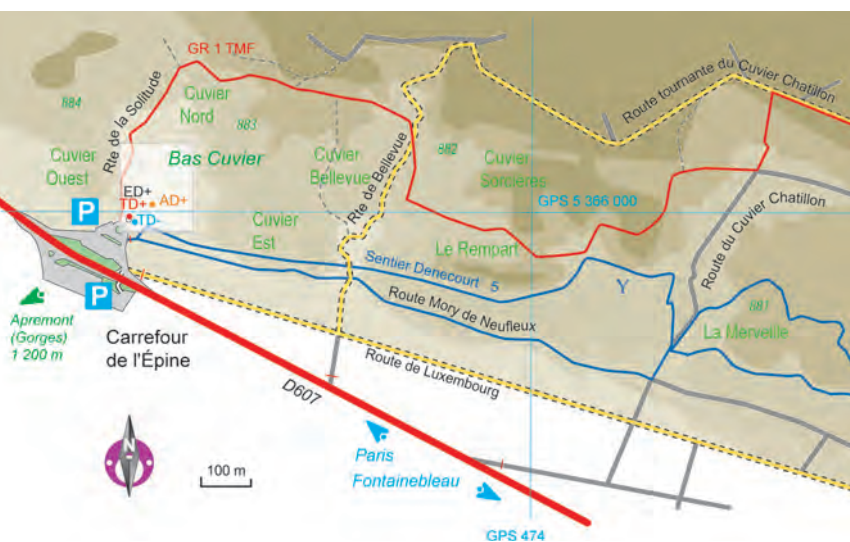 GR 1 TMF
Route tournante du Cuvier Chatillon
884
Rte de la Solitude
Cuvier
Nord
883
Cuvier
Ouest
Bas Cuvier
Cuvier
Bellevue
Rte de Bellevue
882
Cuvier
Sorcières
ED+
TD+
AD+
TD-
P
GPS 5 366 000
Cuvier
Est
Le Rempart
Route du Cuvier Chatillon
Sentier Denecourt 5
Y
P
Route Mory de Neufleux
881
La Merveille
Apremont
(Gorges)
1 200 m
Carrefour
de l'Épine
Route de Luxembourg
D607
N
100 m
Paris
Fontainebleau
GPS 474